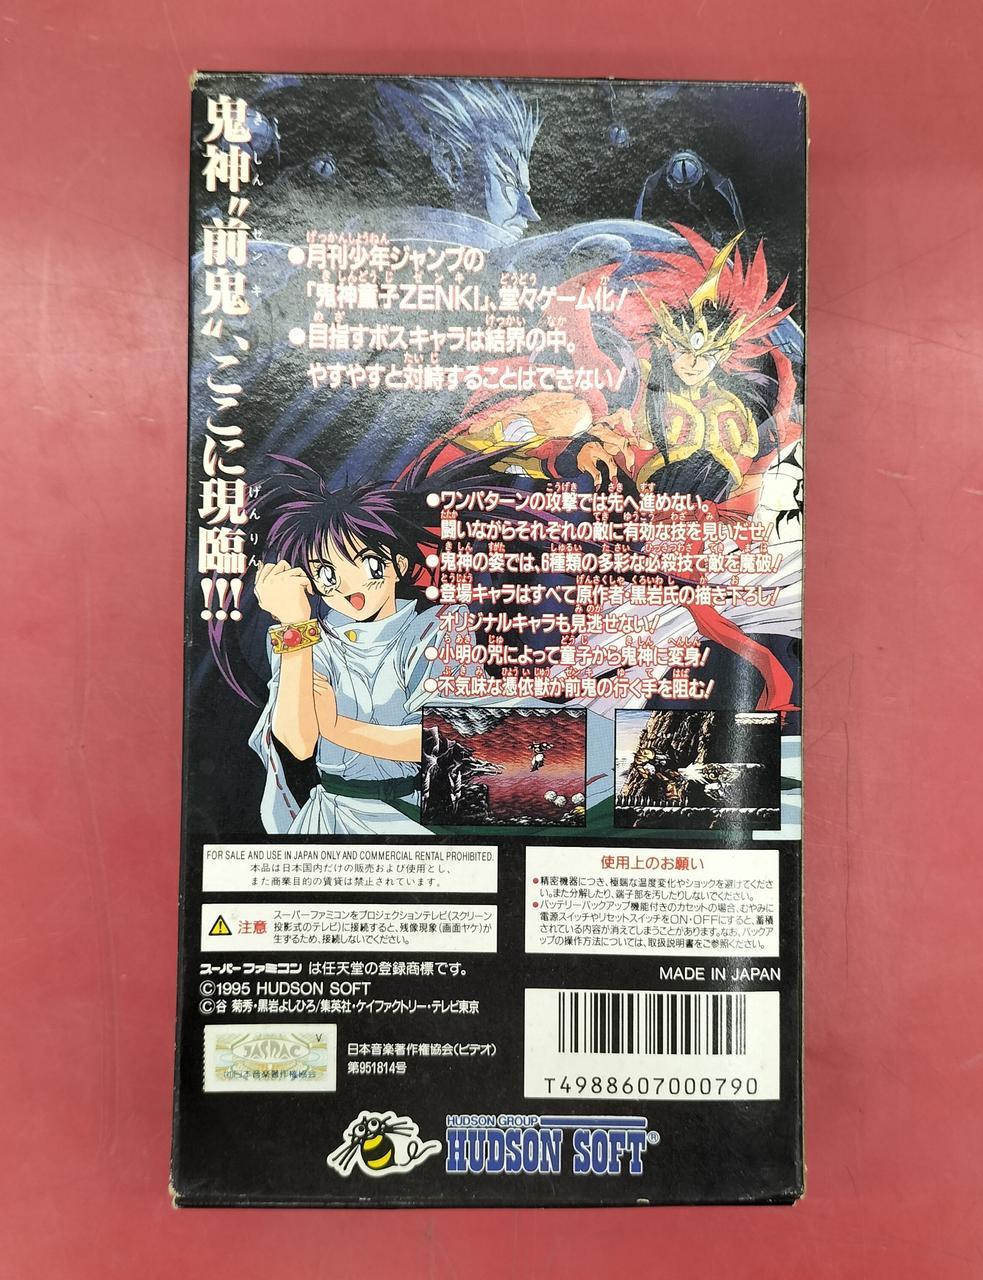 鬼神〝前鬼〟、ここに現臨!!!
●月刊少年ジャンプの
「鬼神童子ZENKI」、堂々ゲーム化!
●目指すボスキャラは結界の中。
やすやすと対峙することはできない!
●ワンパターンの攻撃では先へ進めない。
闘いながらそれぞれの敵に有効な技を見いだせ!
●鬼神の姿では、6種類の多彩な必殺技で敵を魔破!
●登場キャラはすべて原作者・黒岩氏の描き下ろし!
オリジナルキャラも見逃せない!
●小明の咒によって童子から鬼神に変身!
●不気味な憑依獣が前鬼の行く手を阻む!
FOR SALE AND USE IN JAPAN ONLY AND COMMERCIAL RENTAL PROHIBITED.
本品は日本国内だけの販売および使用とし、
また商業目的の賃貸は禁止されています。
注意
スーパーファミコンをプロジェクションテレビ(スクリーン
投影式のテレビ)に接続すると、残像現象(画面ヤケ)が
生ずるため、接続しないでください。
スーパーファミコン は任天堂の登録商標です。
©1995 HUDSON SOFT
©谷 菊秀・黒岩よしひろ/集英社・ケイファクトリー・テレビ東京
V
JASRAC
日本音楽著作権協会
日本音楽著作権協会(ビデオ)
第951814号
使用上のお願い
●精密機器につき、極端な温度変化やショックを避けてくださ
い。また分解したり、端子部を汚したりしないでください。
●バッテリーバックアップ機能付きのカセットの場合、むやみに
電源スイッチやリセットスイッチをON・OFFにすると、蓄積
されている内容が消えてしまうことがあります。なお、バックア
ップの操作方法については、取扱説明書をご参照ください。
MADE IN JAPAN
T4988607000790
HUDSON GROUP
HUDSON SOFT®